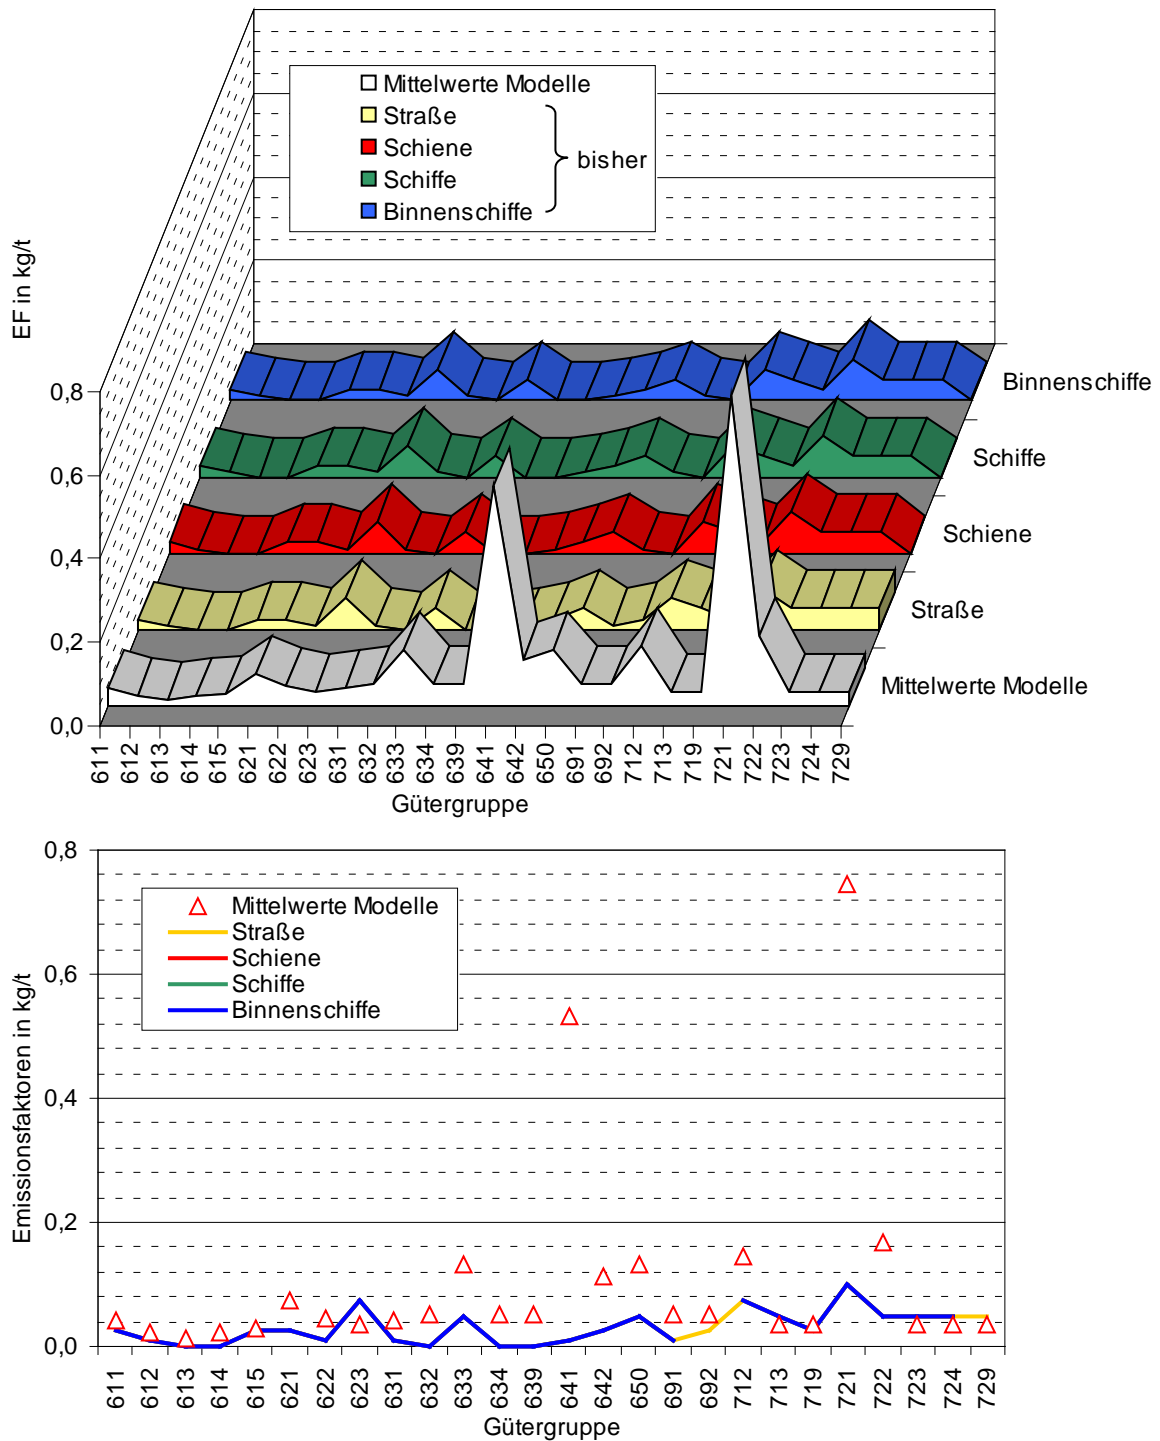 Mittelwerte Modelle
Straße
Schiene
Schiffe
Binnenschiffe
bisher
EF in kg/t
0.8
0.6
0.4
0.2
0.0
Binnenschiffe
Schiffe
Schiene
Straße
Mittelwerte Modelle
611 612 613 614 615 621 622 623 631 632 633 634 639 641 642 650 691 692 712 713 719 721 722 723 724 729
Gütergruppe
0,8
0,6
0,4
0,2
0,0
Emissionsfaktoren in kg/t
Mittelwerte Modelle
Straße
Schiene
Schiffe
Binnenschiffe
611 612 613 614 615 621 622 623 631 632 633 634 639 641 642 650 691 692 712 713 719 721 722 723 724 729
Gütergruppe